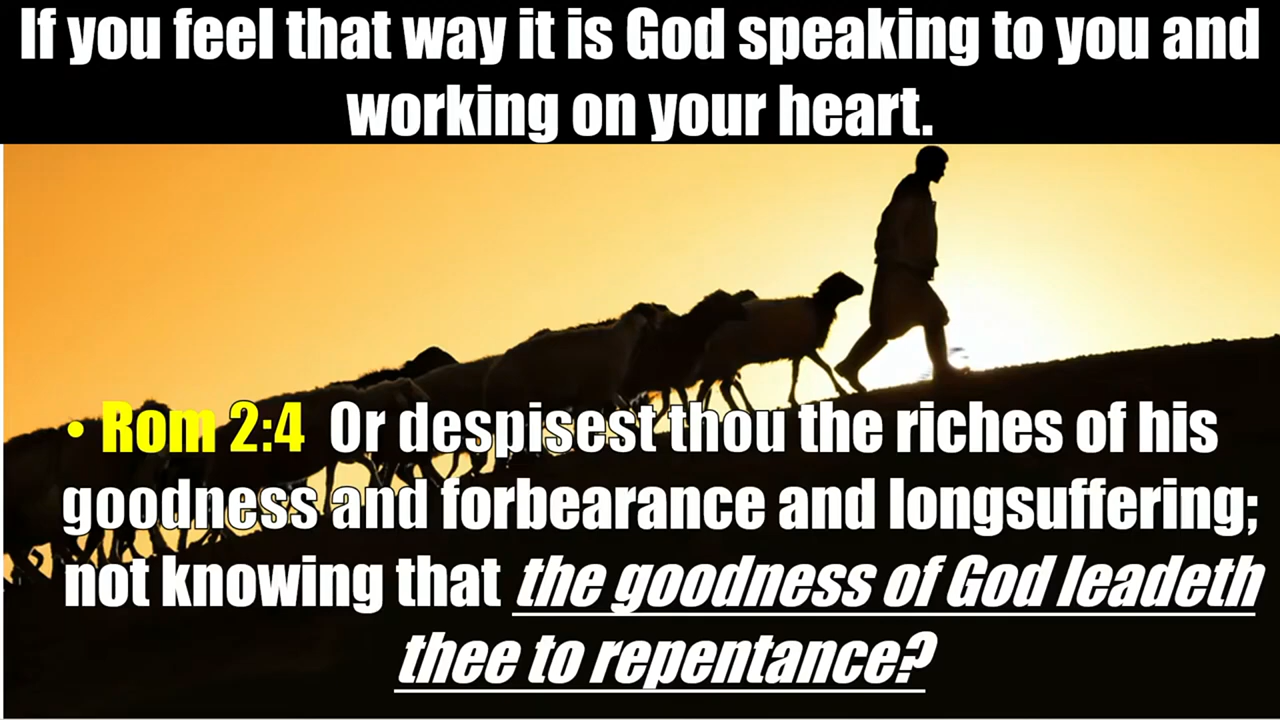 If you feel that way it is God speaking to you and
working on your heart.
• Rom 2:4 Or despisest thou the riches of his
goodness and forbearance and longsuffering;
not knowing that the goodness of God leadeth
thee to repentance?